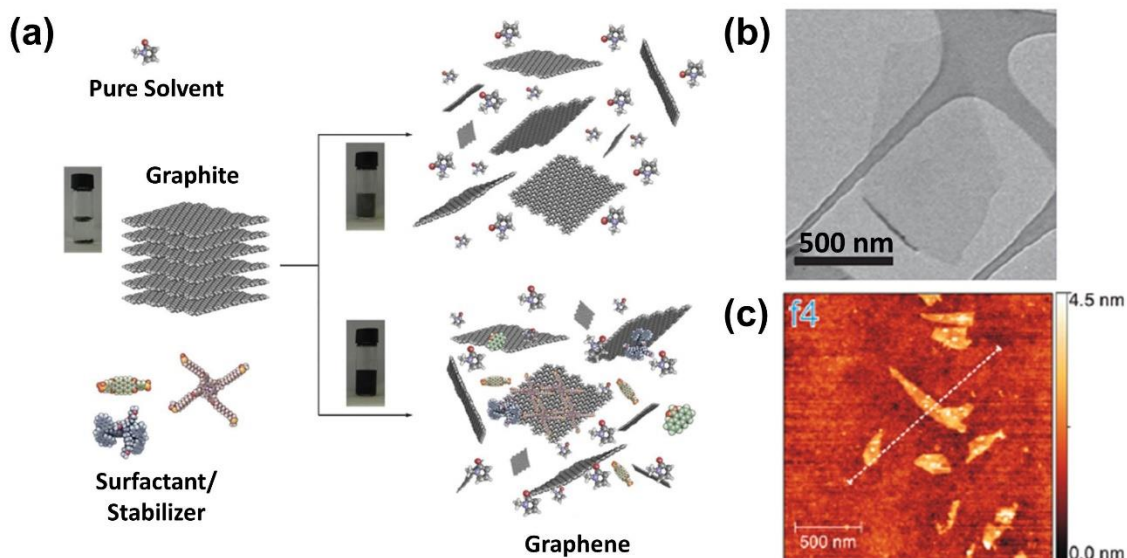 (a)
Pure Solvent
Graphite
Surfactant/
Stabilizer
Graphene
(b)
500 nm
(c)
f4
500 nm
4.5 nm
0.0 nm